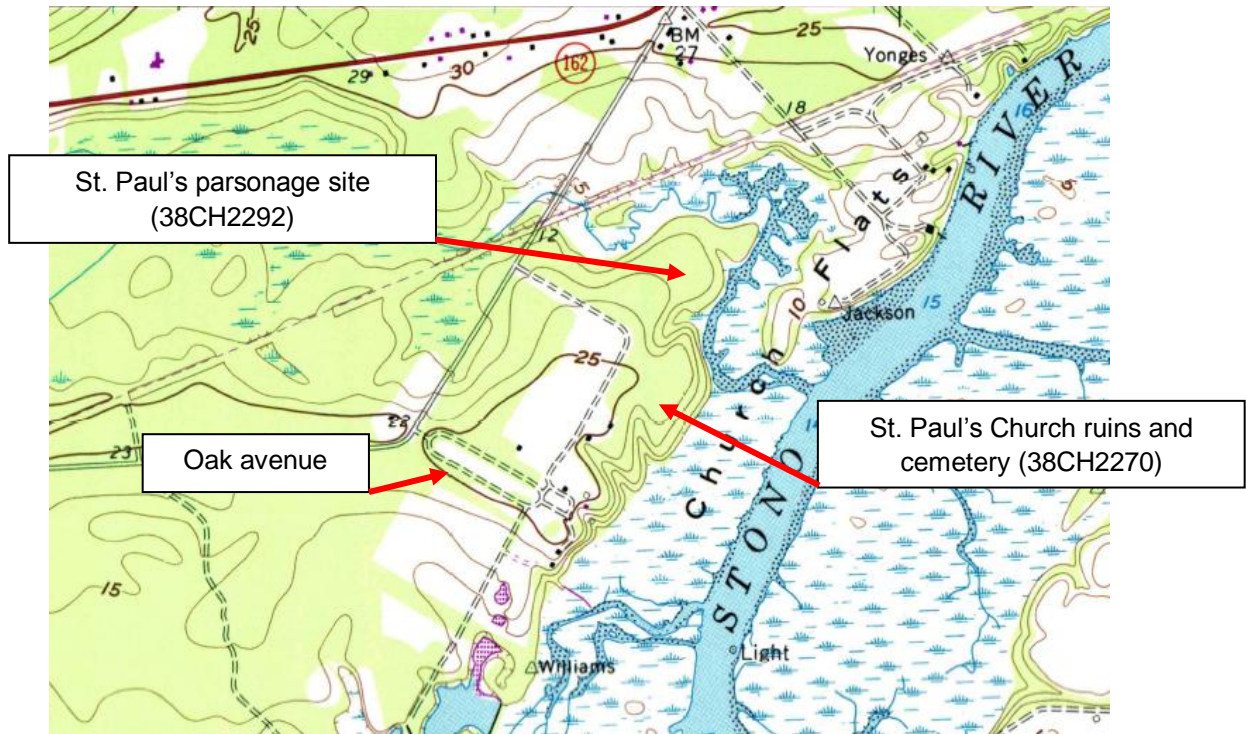 25
BM
27
25
Yonges
29
30
162
18
16
St. Paul's parsonage site
(38CH2292)
5
12
RIVER
Church Flats
10
15
Jackson
25
22
23
Oak avenue
St. Paul's Church ruins and
cemetery (38CH2270)
STONO
15
Light
Williams